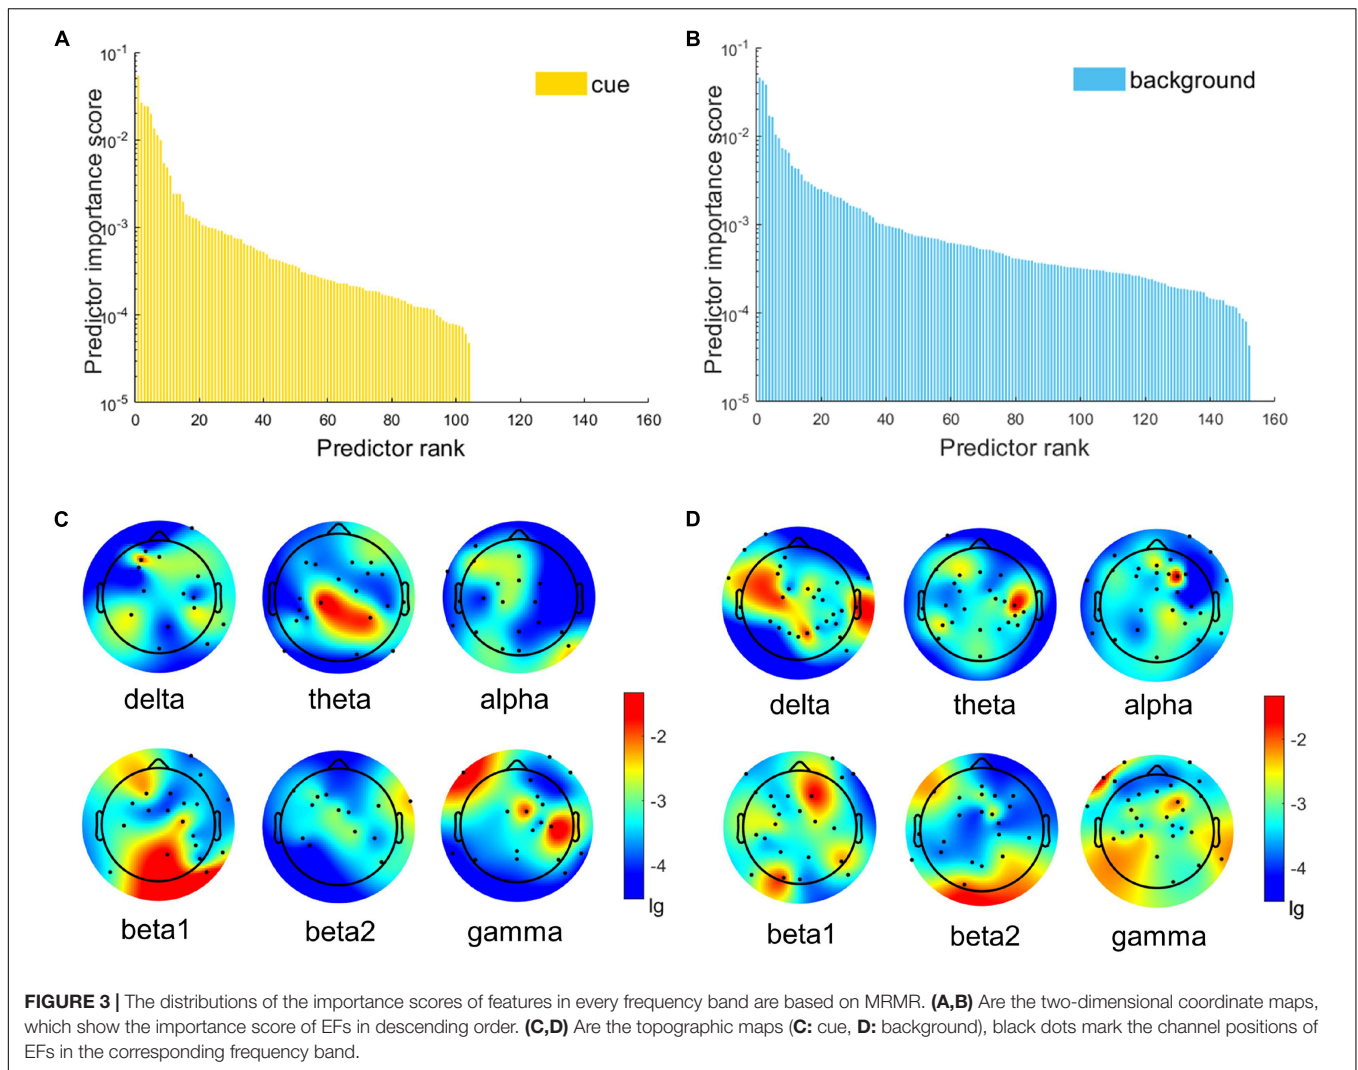 A
B
10-1
10-2
10-3
10-4
10-5
Predictor importance score
cue
0 20 40 60 80 100 120 140 160
Predictor rank
10-1
10-2
10-3
10-4
10-5
Predictor importance score
background
0 20 40 60 80 100 120 140 160
Predictor rank
C
delta theta alpha
beta1 beta2 gamma
-2
-3
-4
lg
D
delta theta alpha
beta1 beta2 gamma
-2
-3
-4
lg
FIGURE 3 | The distributions of the importance scores of features in every frequency band are based on MRMR. (A,B) Are the two-dimensional coordinate maps,
which show the importance score of EFs in descending order. (C,D) Are the topographic maps (C: cue, D: background), black dots mark the channel positions of
EFs in the corresponding frequency band.